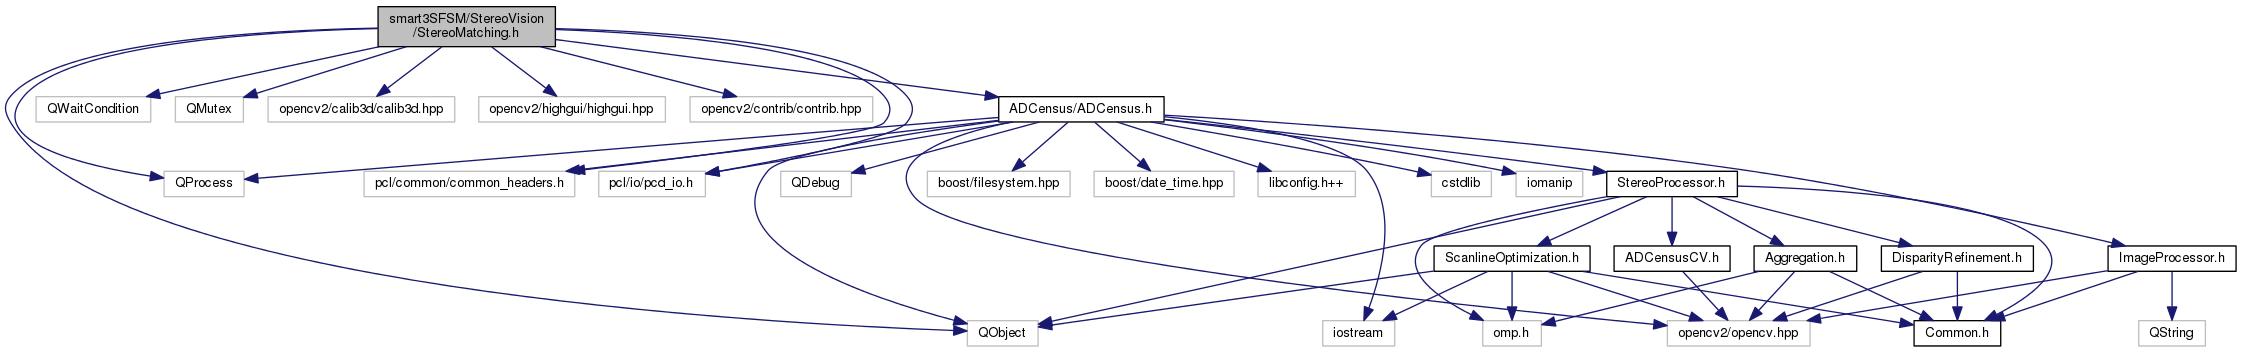 smart3SFSM/StereoVision
/StereoMatching.h
QWaitCondition
QMutex
opencv2/calib3d/calib3d.hpp
opencv2/highgui/highgui.hpp
opencv2/contrib/contrib.hpp
ADCensus/ADCensus.h
QProcess
pcl/common/common_headers.h
pcl/io/pcd_io.h
QDebug
boost/filesystem.hpp
boost/date_time.hpp
libconfig.h++
cstdlib
iomanip
StereoProcessor.h
ScanlineOptimization.h
ADCensusCV.h
Aggregation.h
DisparityRefinement.h
ImageProcessor.h
QObject
iostream
omp.h
opencv2/opencv.hpp
Common.h
QString